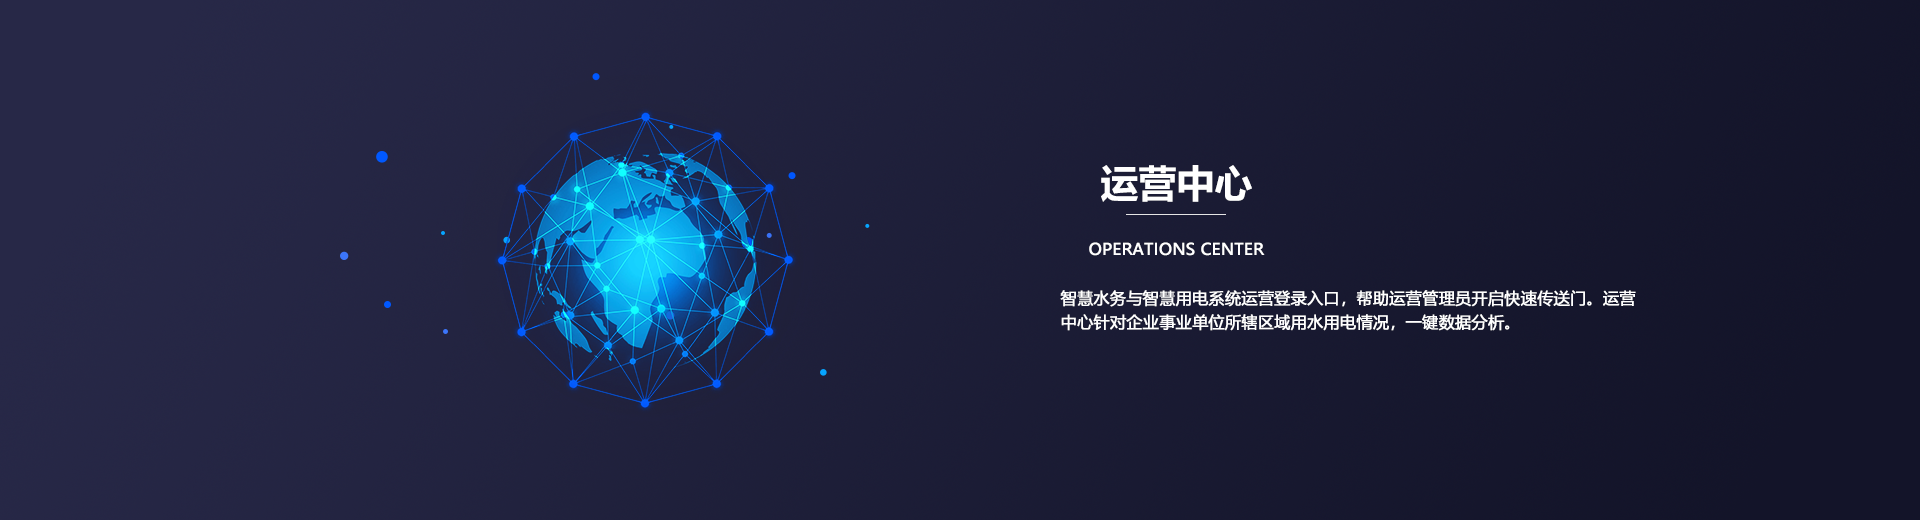 运营中心
OPERATIONS CENTER
智慧水务与智慧用电系统运营登录入口，帮助运营管理员开启快速传送门。运营
中心针对企业事业单位所辖区域用水用电情况，一键数据分析。